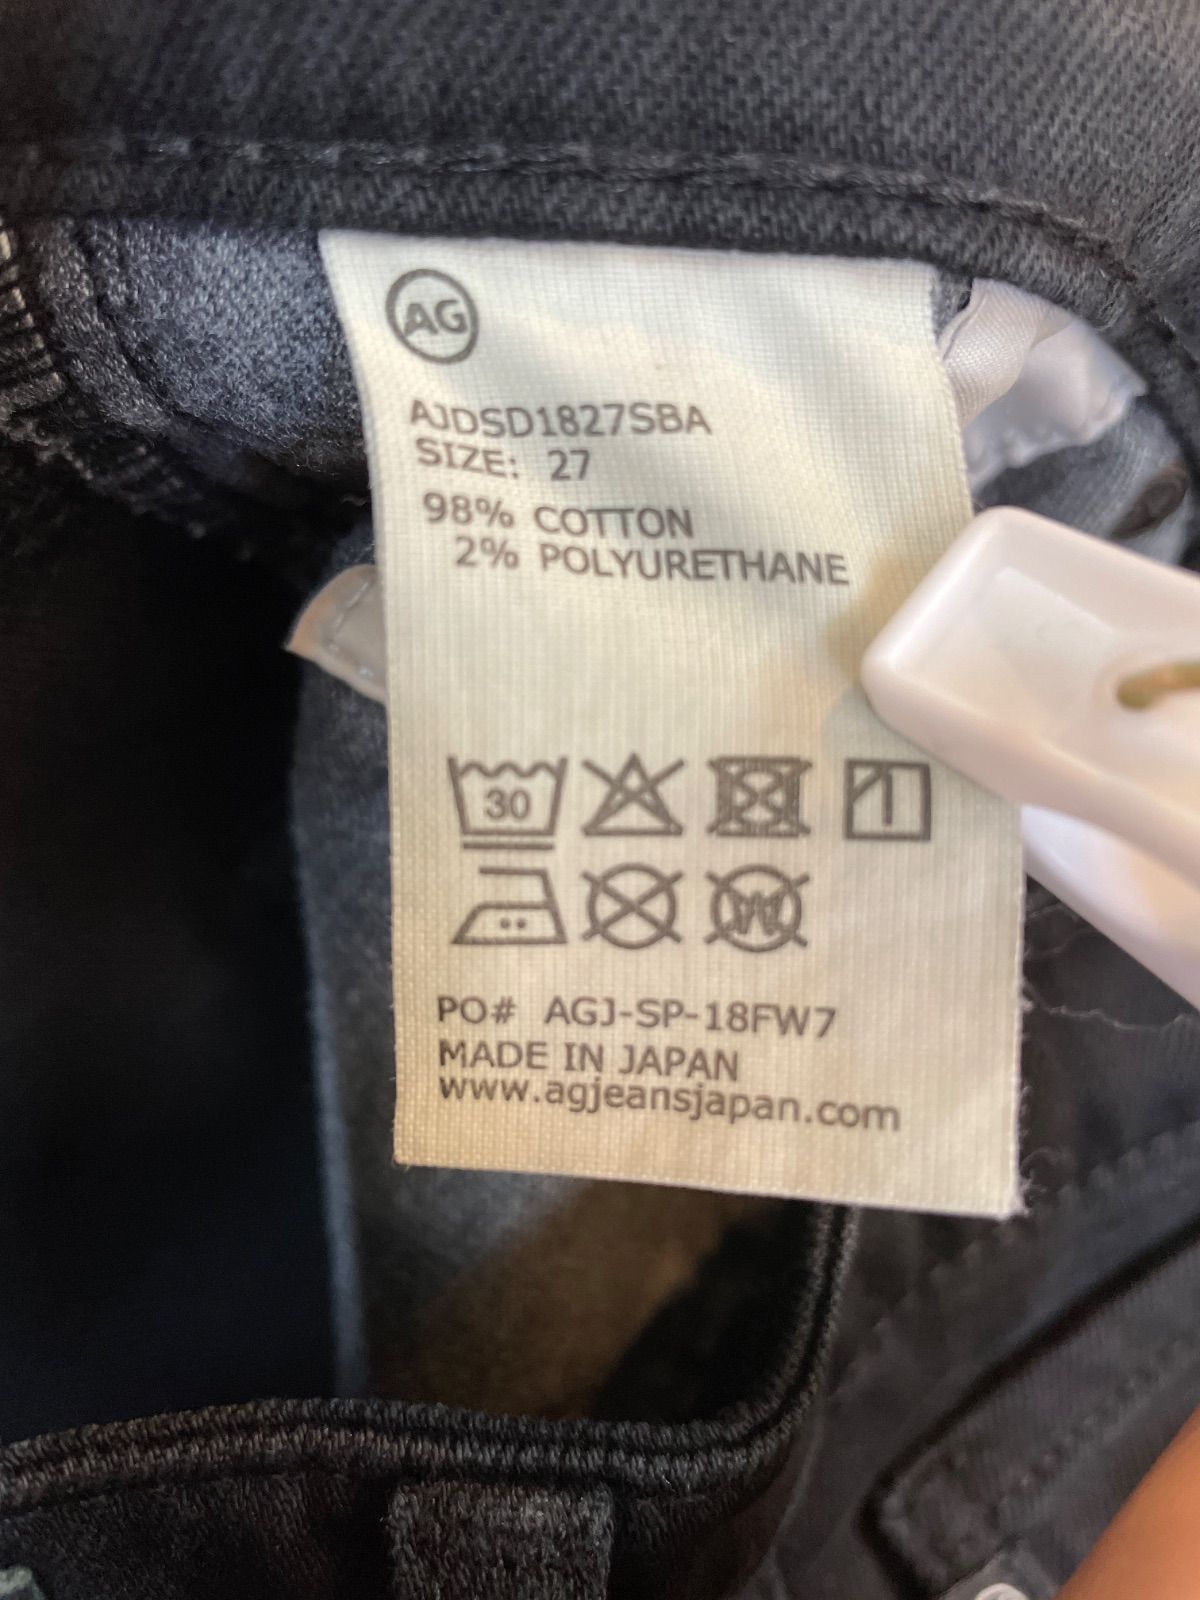 AG
AJDSD1827SBA
SIZE: 27
98% COTTON
2% POLYURETHANE
30
PO# AGJ-SP-18FW7
MADE IN JAPAN
www.agjeansjapan.com